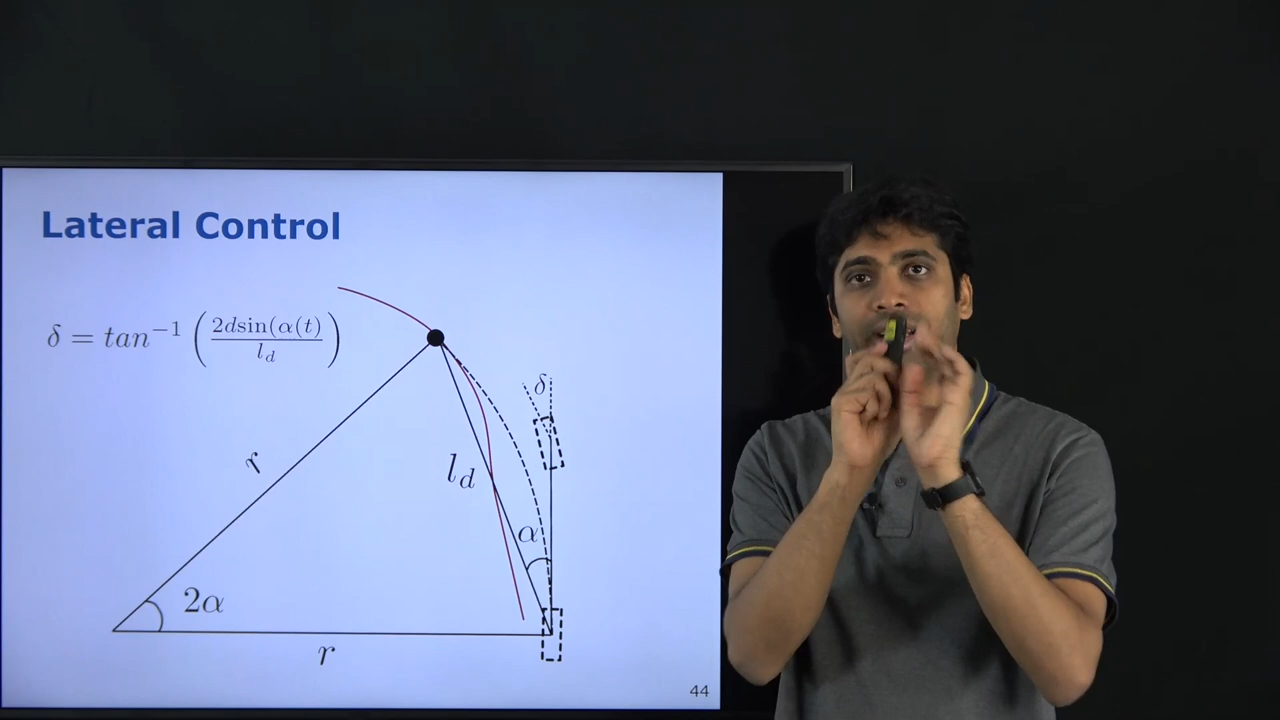 Lateral Control
δ = tan⁻¹ (2dsin(α(t) / l_d)
δ
r
l_d
α
2α
r
44